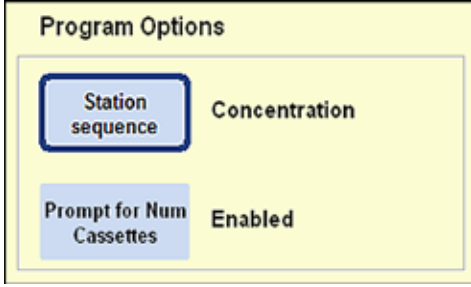 Program Options
Station
sequence
Concentration
Prompt for Num
Cassettes
Enabled